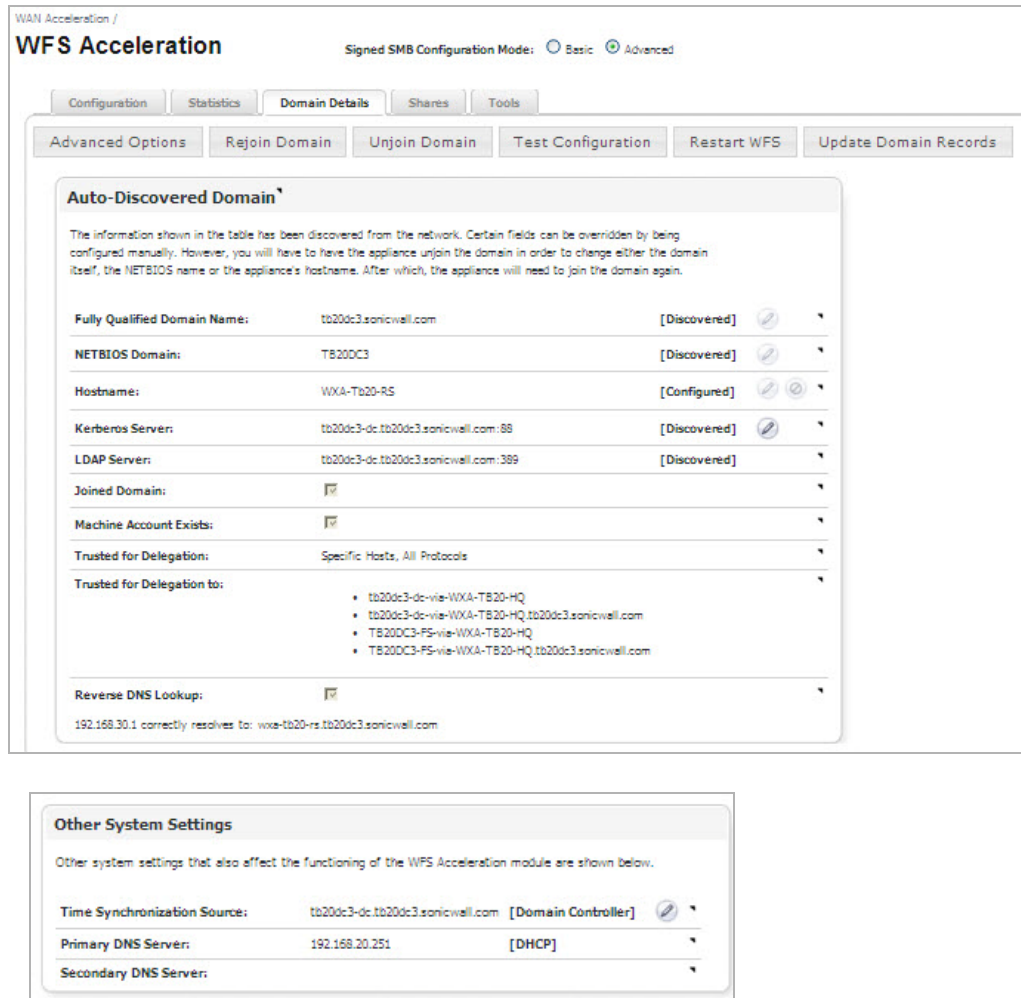 WAN Acceleration /
WFS Acceleration
Signed SMB Configuration Mode: Basic Advanced
Configuration Statistics Domain Details Shares Tools
Advanced Options Rejoin Domain Unjoin Domain Test Configuration Restart WFS Update Domain Records
Auto-Discovered Domain
The information shown in the table has been discovered from the network. Certain fields can be overridden by being
configured manually. However, you will have to have the appliance unjoin the domain in order to change either the domain
itself, the NETBIOS name or the appliance's hostname. After which, the appliance will need to join the domain again.
Fully Qualified Domain Name: tb20dc3.sonicwall.com [Discovered]
NETBIOS Domain: TB20DC3 [Discovered]
Hostname: WXA-Tb20-RS [Configured]
Kerberos Server: tb20dc3-dc.tb20dc3.sonicwall.com:88 [Discovered]
LDAP Server: tb20dc3-dc.tb20dc3.sonicwall.com:389 [Discovered]
Joined Domain:
Machine Account Exists:
Trusted for Delegation: Specific Hosts, All Protocols
Trusted for Delegation to:
• tb20dc3-dc-via-WXA-TB20-HQ
• tb20dc3-dc-via-WXA-TB20-HQ.tb20dc3.sonicwall.com
• TB20DC3-FS-via-WXA-TB20-HQ
• TB20DC3-FS-via-WXA-TB20-HQ.tb20dc3.sonicwall.com
Reverse DNS Lookup:
192.168.30.1 correctly resolves to: wxa-tb20-rs.tb20dc3.sonicwall.com
Other System Settings
Other system settings that also affect the functioning of the WFS Acceleration module are shown below.
Time Synchronization Source: tb20dc3-dc.tb20dc3.sonicwall.com [Domain Controller]
Primary DNS Server: 192.168.20.251 [DHCP]
Secondary DNS Server: